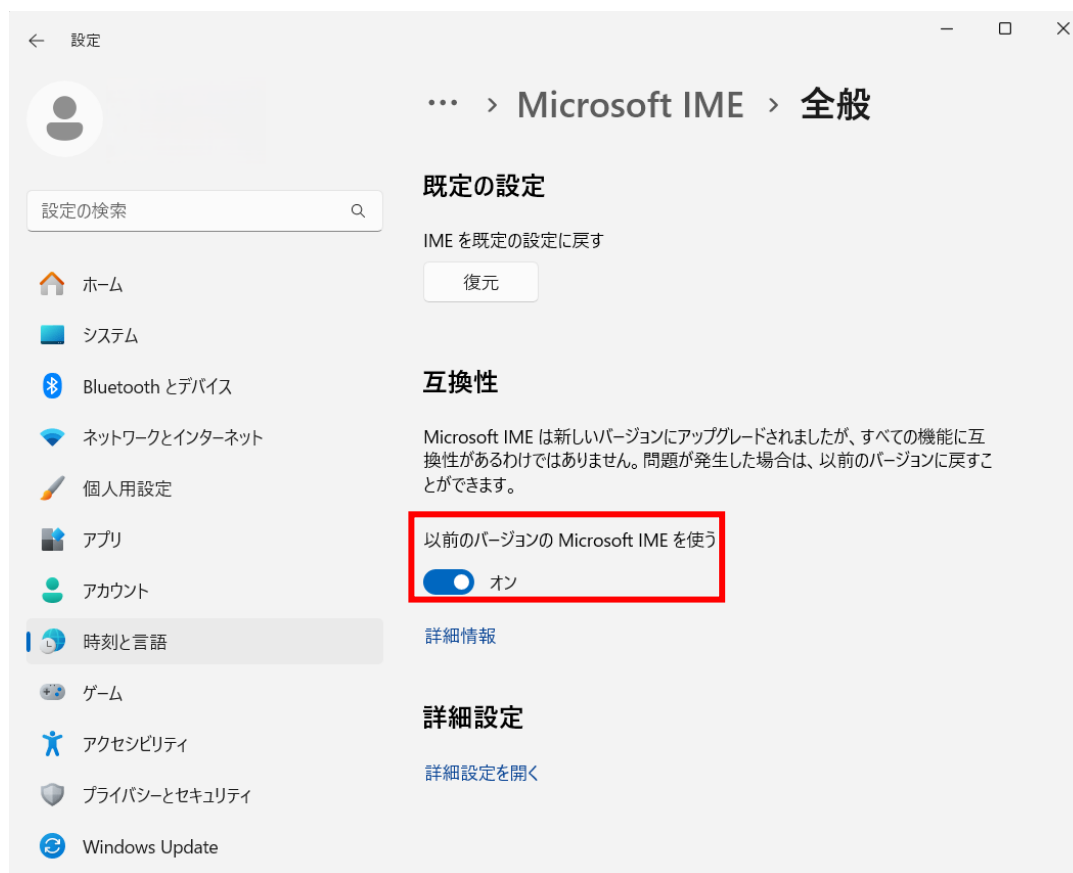 設定
… > Microsoft IME > 全般
設定の検索
ホーム
システム
Bluetooth とデバイス
ネットワークとインターネット
個人用設定
アプリ
アカウント
時刻と言語
ゲーム
アクセシビリティ
プライバシーとセキュリティ
Windows Update
既定の設定
IME を既定の設定に戻す
復元
互換性
Microsoft IME は新しいバージョンにアップグレードされましたが、すべての機能に互
換性があるわけではありません。問題が発生した場合は、以前のバージョンに戻すこ
とができます。
以前のバージョンの Microsoft IME を使う
オン
詳細情報
詳細設定
詳細設定を開く